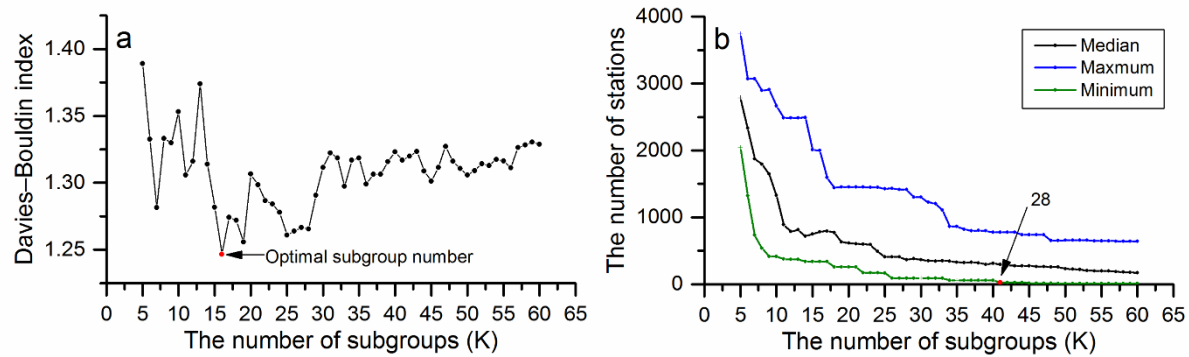 a
Davies–Bouldin index
1.40
1.35
1.30
1.25
Optimal subgroup number
0 5 10 15 20 25 30 35 40 45 50 55 60 65
The number of subgroups (K)
b
The number of stations
4000
3000
2000
1000
0
Median
Maxmum
Minimum
28
0 5 10 15 20 25 30 35 40 45 50 55 60 65
The number of subgroups (K)